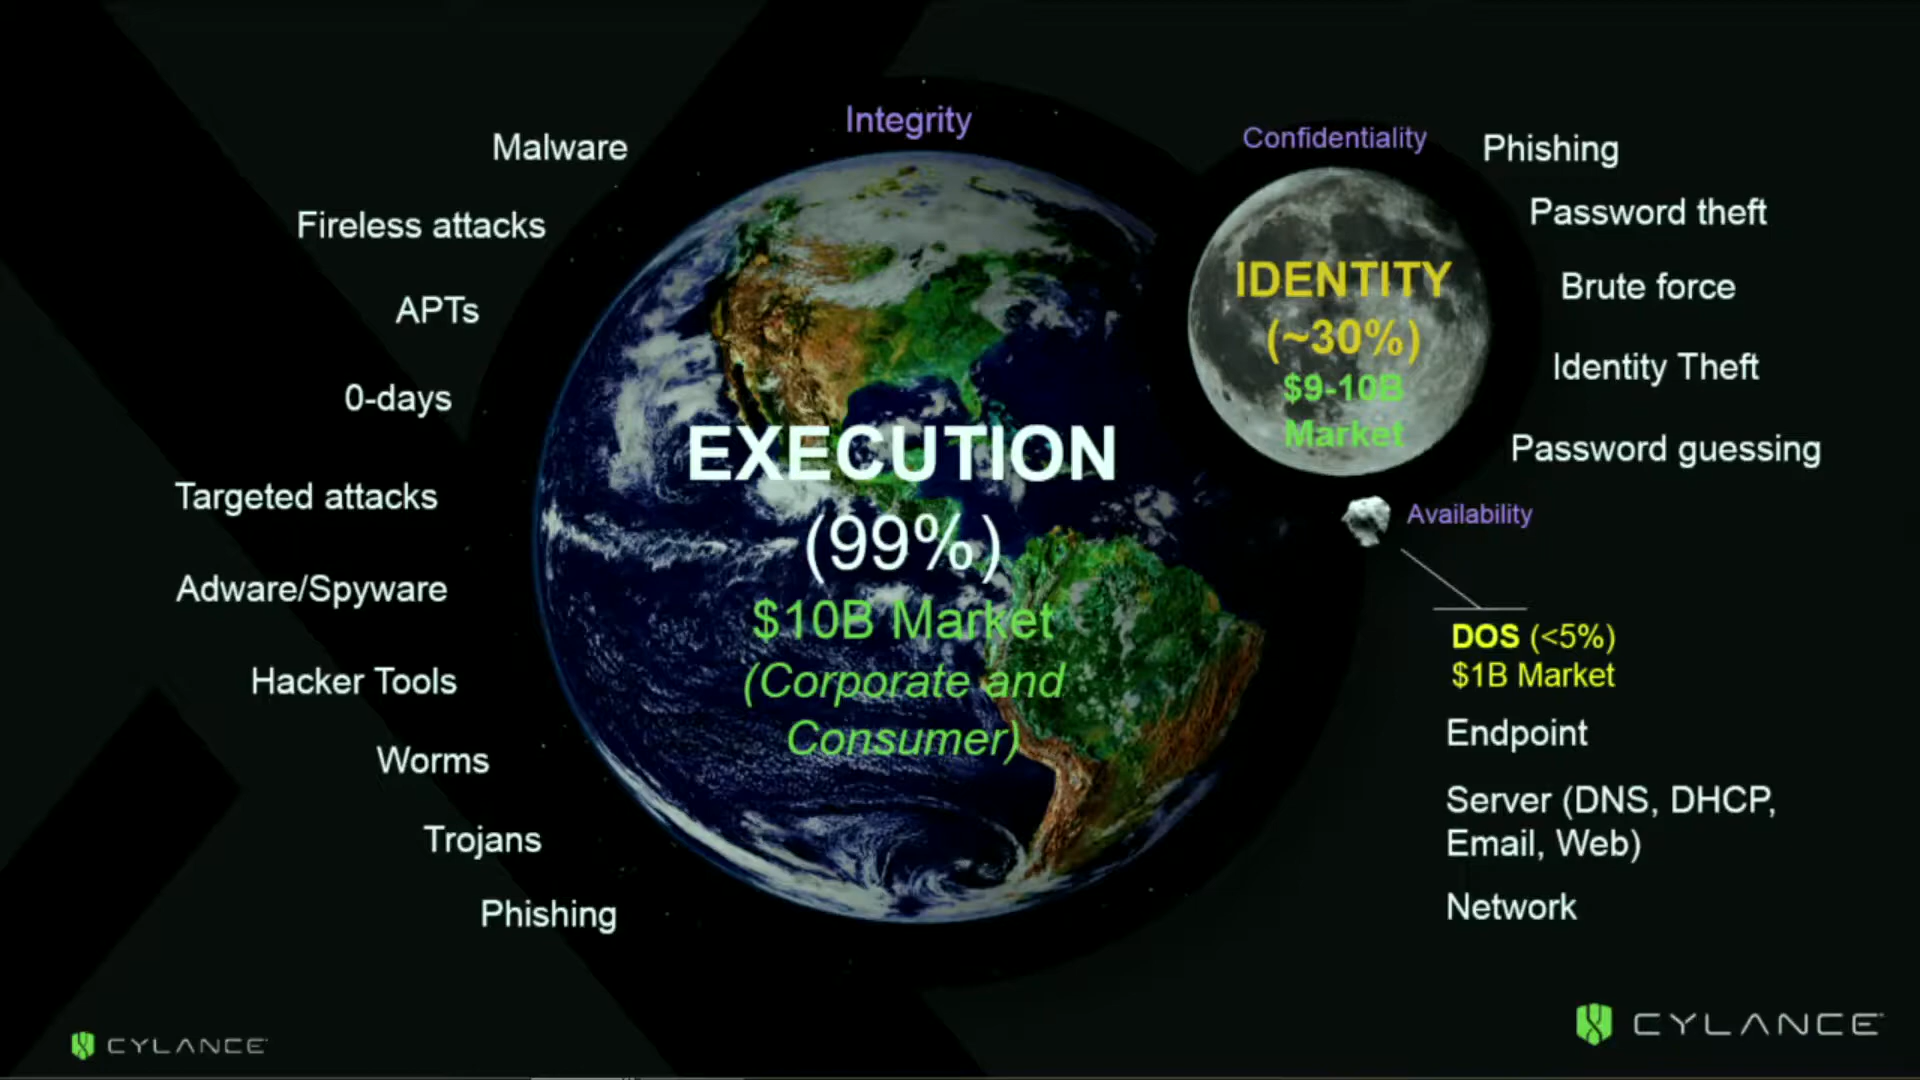 Integrity
Malware
Fireless attacks
APTs
0-days
Targeted attacks
Adware/Spyware
Hacker Tools
Worms
Trojans
Phishing
EXECUTION
(99%)
$10B Market
(Corporate and
Consumer)
Confidentiality
IDENTITY
(~30%)
$9-10B
Market
Phishing
Password theft
Brute force
Identity Theft
Password guessing
Availability
DOS (<5%)
$1B Market
Endpoint
Server (DNS, DHCP,
Email, Web)
Network
CYLANCE
CYLANCE